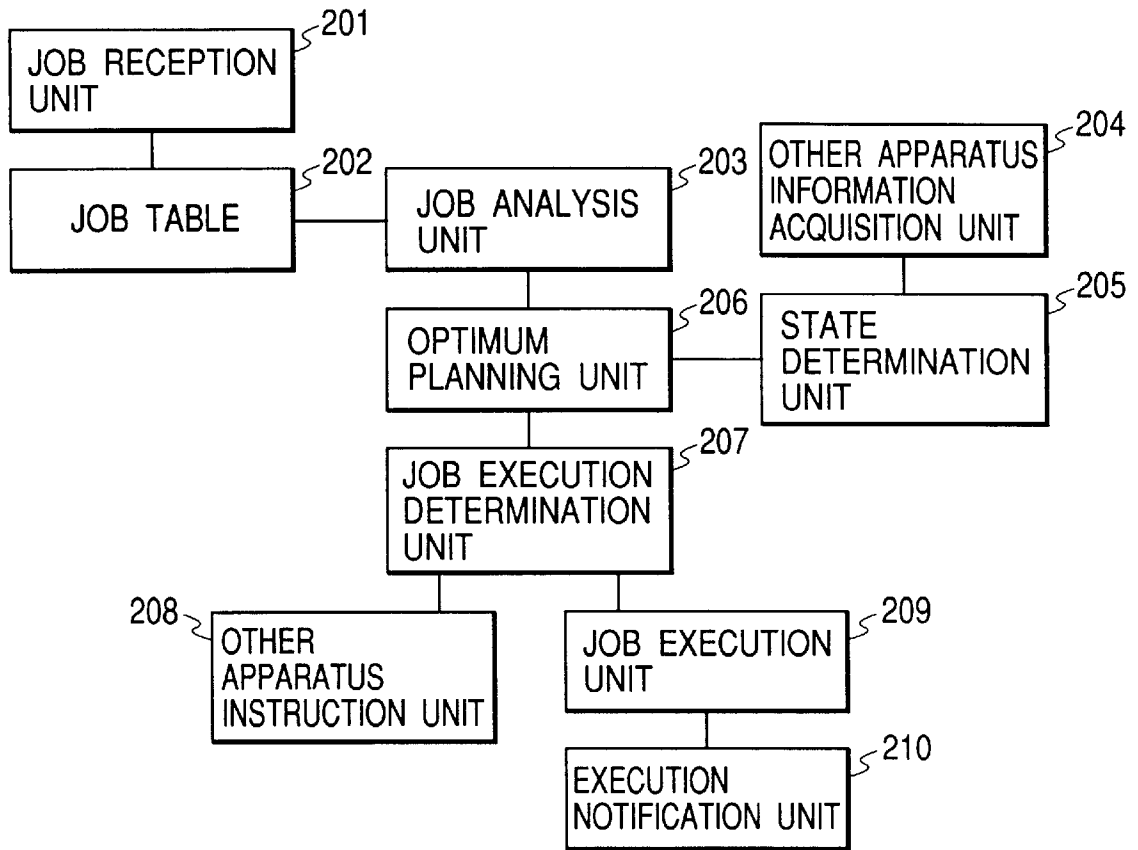 201
JOB RECEPTION
UNIT
202
JOB TABLE
203
JOB ANALYSIS
UNIT
204
OTHER APPARATUS
INFORMATION
ACQUISITION UNIT
205
STATE
DETERMINATION
UNIT
206
OPTIMUM
PLANNING UNIT
207
JOB EXECUTION
DETERMINATION
UNIT
208
OTHER
APPARATUS
INSTRUCTION UNIT
209
JOB EXECUTION
UNIT
210
EXECUTION
NOTIFICATION UNIT